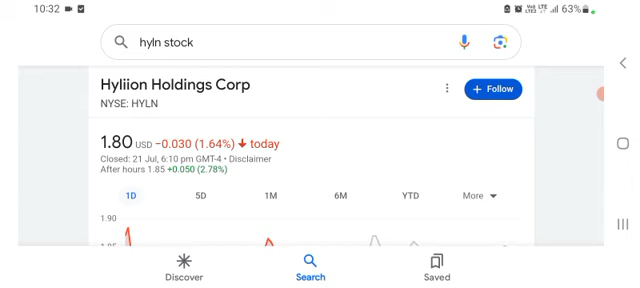 10:32 63%
hyln stock
Hyliion Holdings Corp
+ Follow
NYSE: HYLN
1.80 USD −0.030 (1.64%) ↓ today
Closed: 21 Jul, 6:10 pm GMT-4 • Disclaimer
After hours 1.85 +0.050 (2.78%)
1D 5D 1M 6M YTD More
1.90
Discover Search Saved